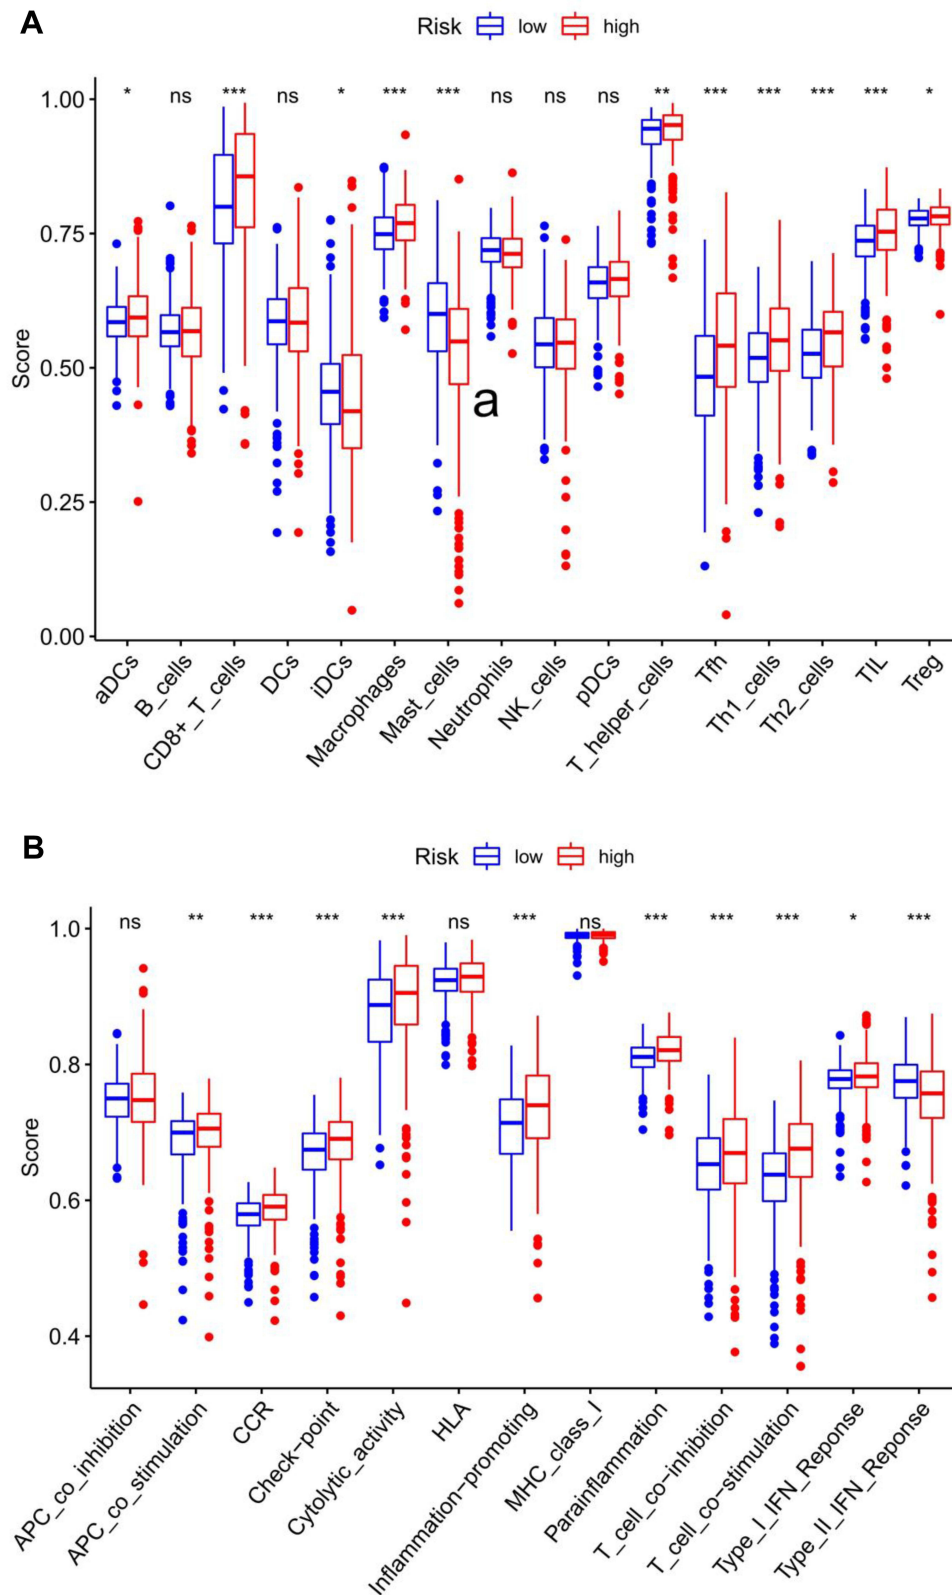 A
Risk low high
* ns *** ns * *** *** ns ns ns ** *** *** *** *** *
1.00
0.75
0.50
0.25
0.00
Score
a
aDCs
B_cells
CD8+_T_cells
DCs
iDCs
Macrophages
Mast_cells
Neutrophils
NK_cells
pDCs
T_helper_cells
Tfh
Th1_cells
Th2_cells
TIL
Treg
B
Risk low high
ns ** *** *** *** ns *** ns *** *** *** * ***
1.0
0.8
0.6
0.4
Score
APC_co_inhibition
APC_co_stimulation
CCR
Check-point
Cytolytic_activity
HLA
Inflammation-promoting
MHC_class_I
Parainflammation
T_cell_co-inhibition
T_cell_co-stimulation
Type_I_IFN_Reponse
Type_II_IFN_Reponse